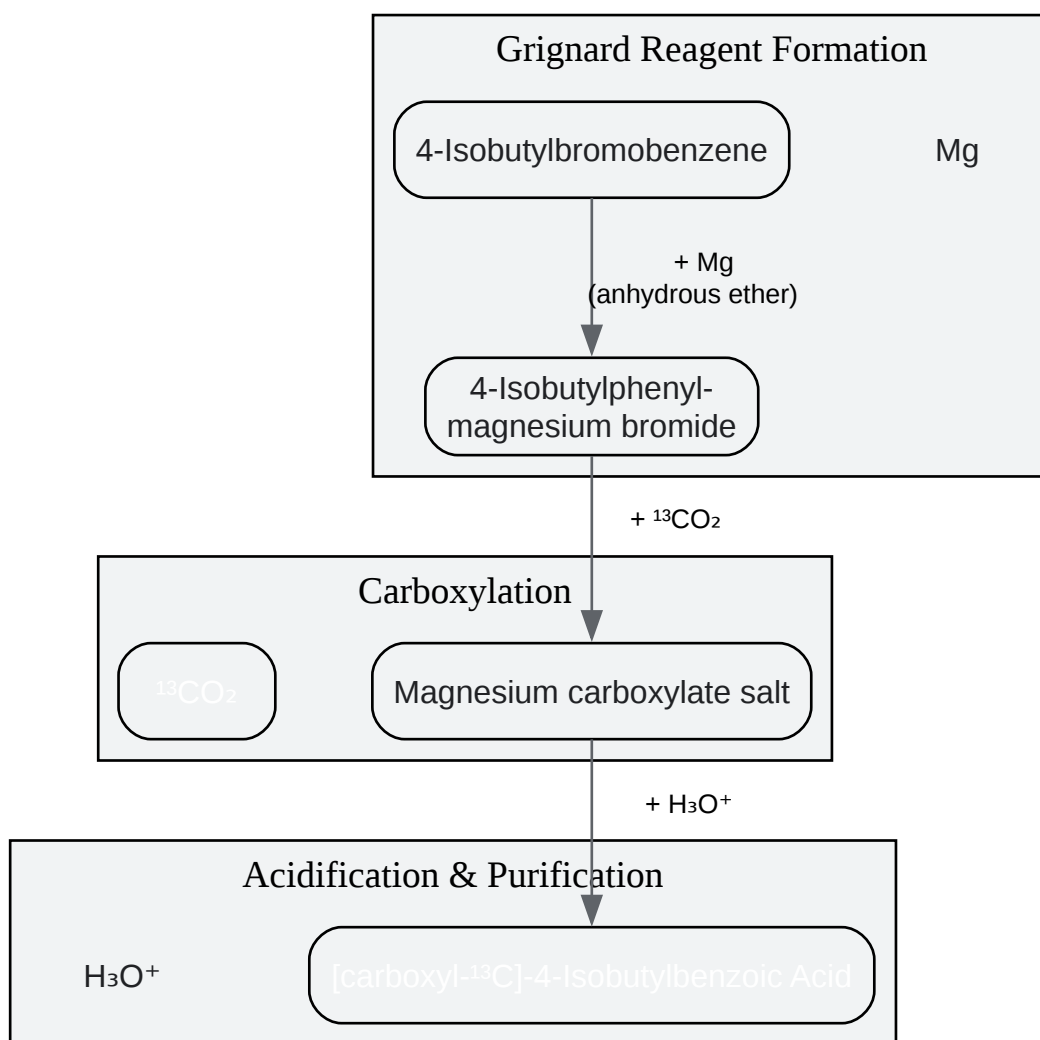 Grignard Reagent Formation
4-Isobutylbromobenzene
Mg
+ Mg
(anhydrous ether)
4-Isobutylphenyl-
magnesium bromide
+ ¹³CO₂
Carboxylation
¹³CO₂
Magnesium carboxylate salt
+ H₃O⁺
Acidification & Purification
H₃O⁺
[carboxyl-¹³C]-4-Isobutylbenzoic Acid